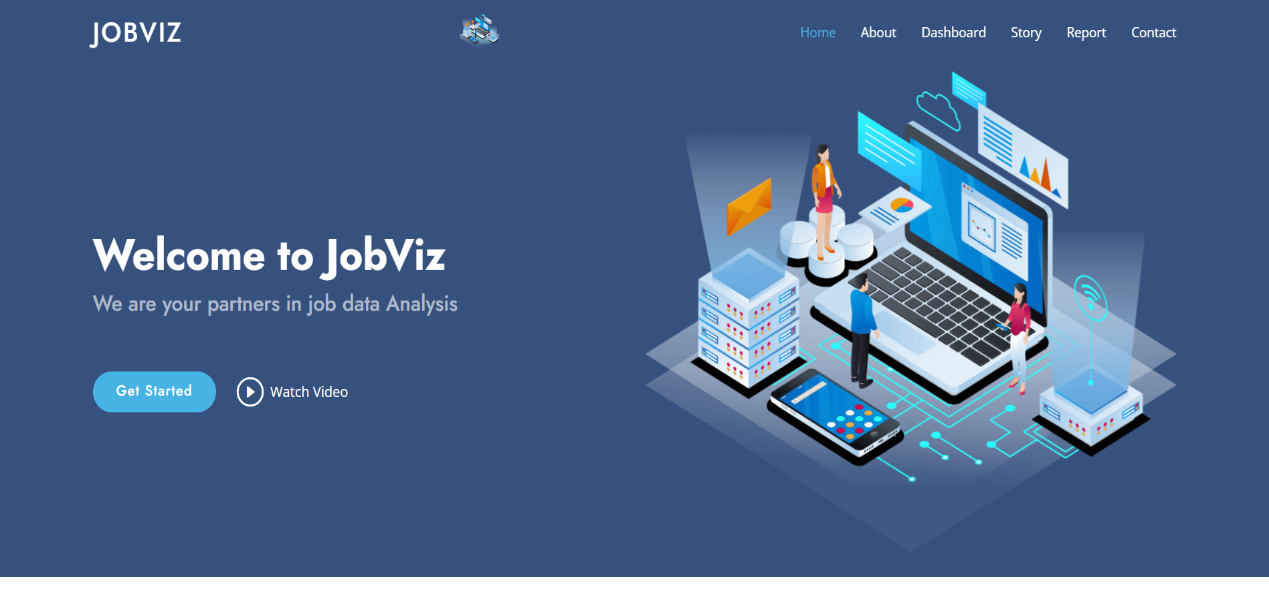 JOBVIZ
Home About Dashboard Story Report Contact
Welcome to JobViz
We are your partners in job data Analysis
Get Started Watch Video